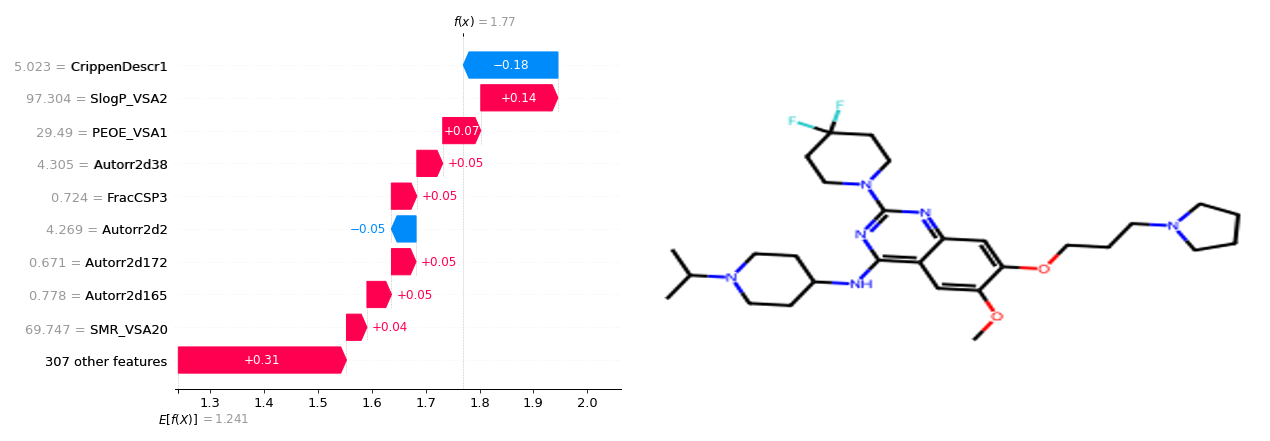 f(x) = 1.77
5.023 = CrippenDescr1 −0.18
97.304 = SlogP_VSA2 +0.14
29.49 = PEOE_VSA1 +0.07
4.305 = Autorr2d38 +0.05
0.724 = FracCSP3 +0.05
4.269 = Autorr2d2 −0.05
0.671 = Autorr2d172 +0.05
0.778 = Autorr2d165 +0.05
69.747 = SMR_VSA20 +0.04
307 other features +0.31
1.3 1.4 1.5 1.6 1.7 1.8 1.9 2.0
E[f(X)] = 1.241
F
F
N
N
N
N
N
NH
O
O